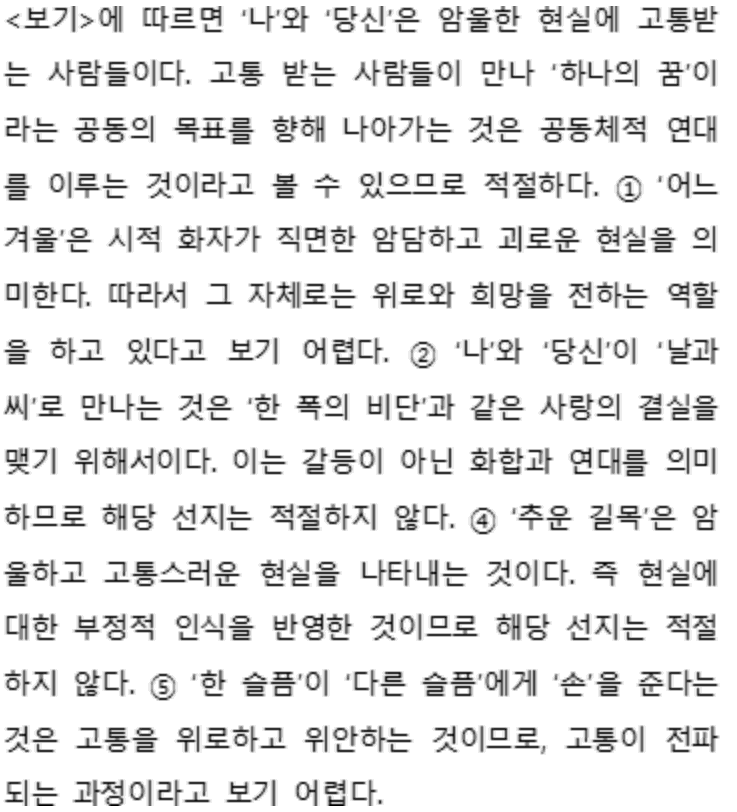 <보기>에 따르면 ‘나’와 ‘당신’은 암울한 현실에 고통받
는 사람들이다. 고통 받는 사람들이 만나 ‘하나의 꿈’이
라는 공동의 목표를 향해 나아가는 것은 공동체적 연대
를 이루는 것이라고 볼 수 있으므로 적절하다. ① ‘어느
겨울’은 시적 화자가 직면한 암담하고 괴로운 현실을 의
미한다. 따라서 그 자체로는 위로와 희망을 전하는 역할
을 하고 있다고 보기 어렵다. ② ‘나’와 ‘당신’이 ‘날과
씨’로 만나는 것은 ‘한 폭의 비단’과 같은 사랑의 결실을
맺기 위해서이다. 이는 갈등이 아닌 화합과 연대를 의미
하므로 해당 선지는 적절하지 않다. ④ ‘추운 길목’은 암
울하고 고통스러운 현실을 나타내는 것이다. 즉 현실에
대한 부정적 인식을 반영한 것이므로 해당 선지는 적절
하지 않다. ⑤ ‘한 슬픔’이 ‘다른 슬픔’에게 ‘손’을 준다는
것은 고통을 위로하고 위안하는 것이므로, 고통이 전파
되는 과정이라고 보기 어렵다.